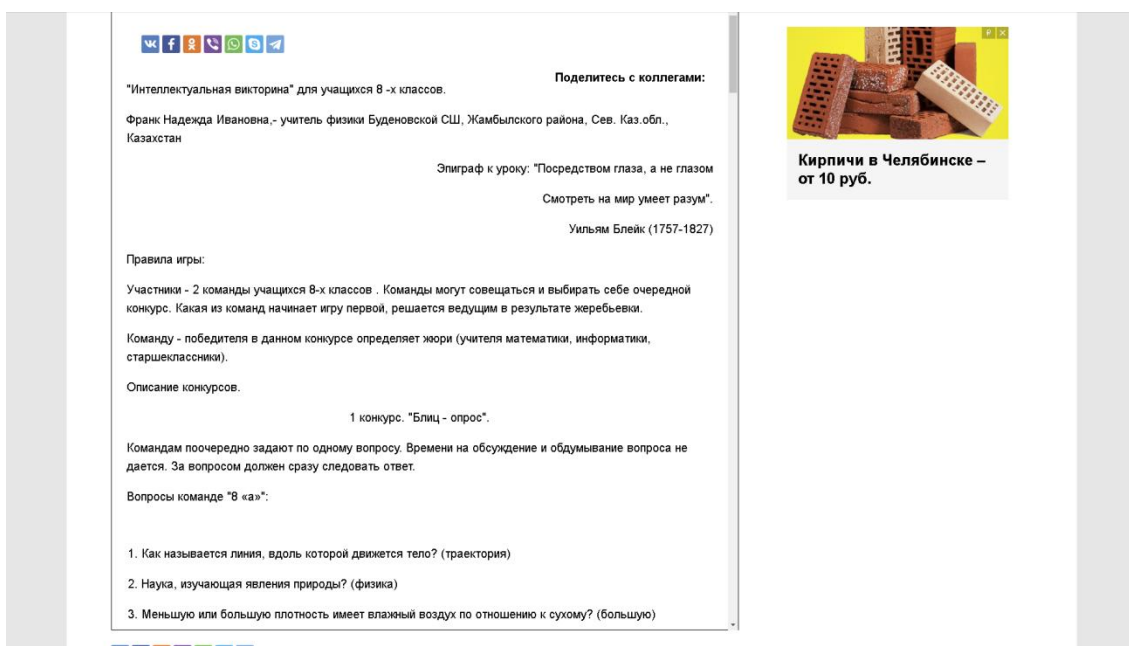 Поделитесь с коллегами:
"Интеллектуальная викторина" для учащихся 8 -х классов.
Франк Надежда Ивановна,- учитель физики Буденовской СШ, Жамбылского района, Сев. Каз.обл.,
Казахстан
Эпиграф к уроку: "Посредством глаза, а не глазом
Смотреть на мир умеет разум".
Уильям Блейк (1757-1827)
Правила игры:
Участники - 2 команды учащихся 8-х классов . Команды могут совещаться и выбирать себе очередной
конкурс. Какая из команд начинает игру первой, решается ведущим в результате жеребьевки.
Команду - победителя в данном конкурсе определяет жюри (учителя математики, информатики,
старшеклассники).
Описание конкурсов.
1 конкурс. "Блиц - опрос".
Командам поочередно задают по одному вопросу. Времени на обсуждение и обдумывание вопроса не
дается. За вопросом должен сразу следовать ответ.
Вопросы команде "8 «а»":
1. Как называется линия, вдоль которой движется тело? (траектория)
2. Наука, изучающая явления природы? (физика)
3. Меньшую или большую плотность имеет влажный воздух по отношению к сухому? (большую)
Кирпичи в Челябинске –
от 10 руб.